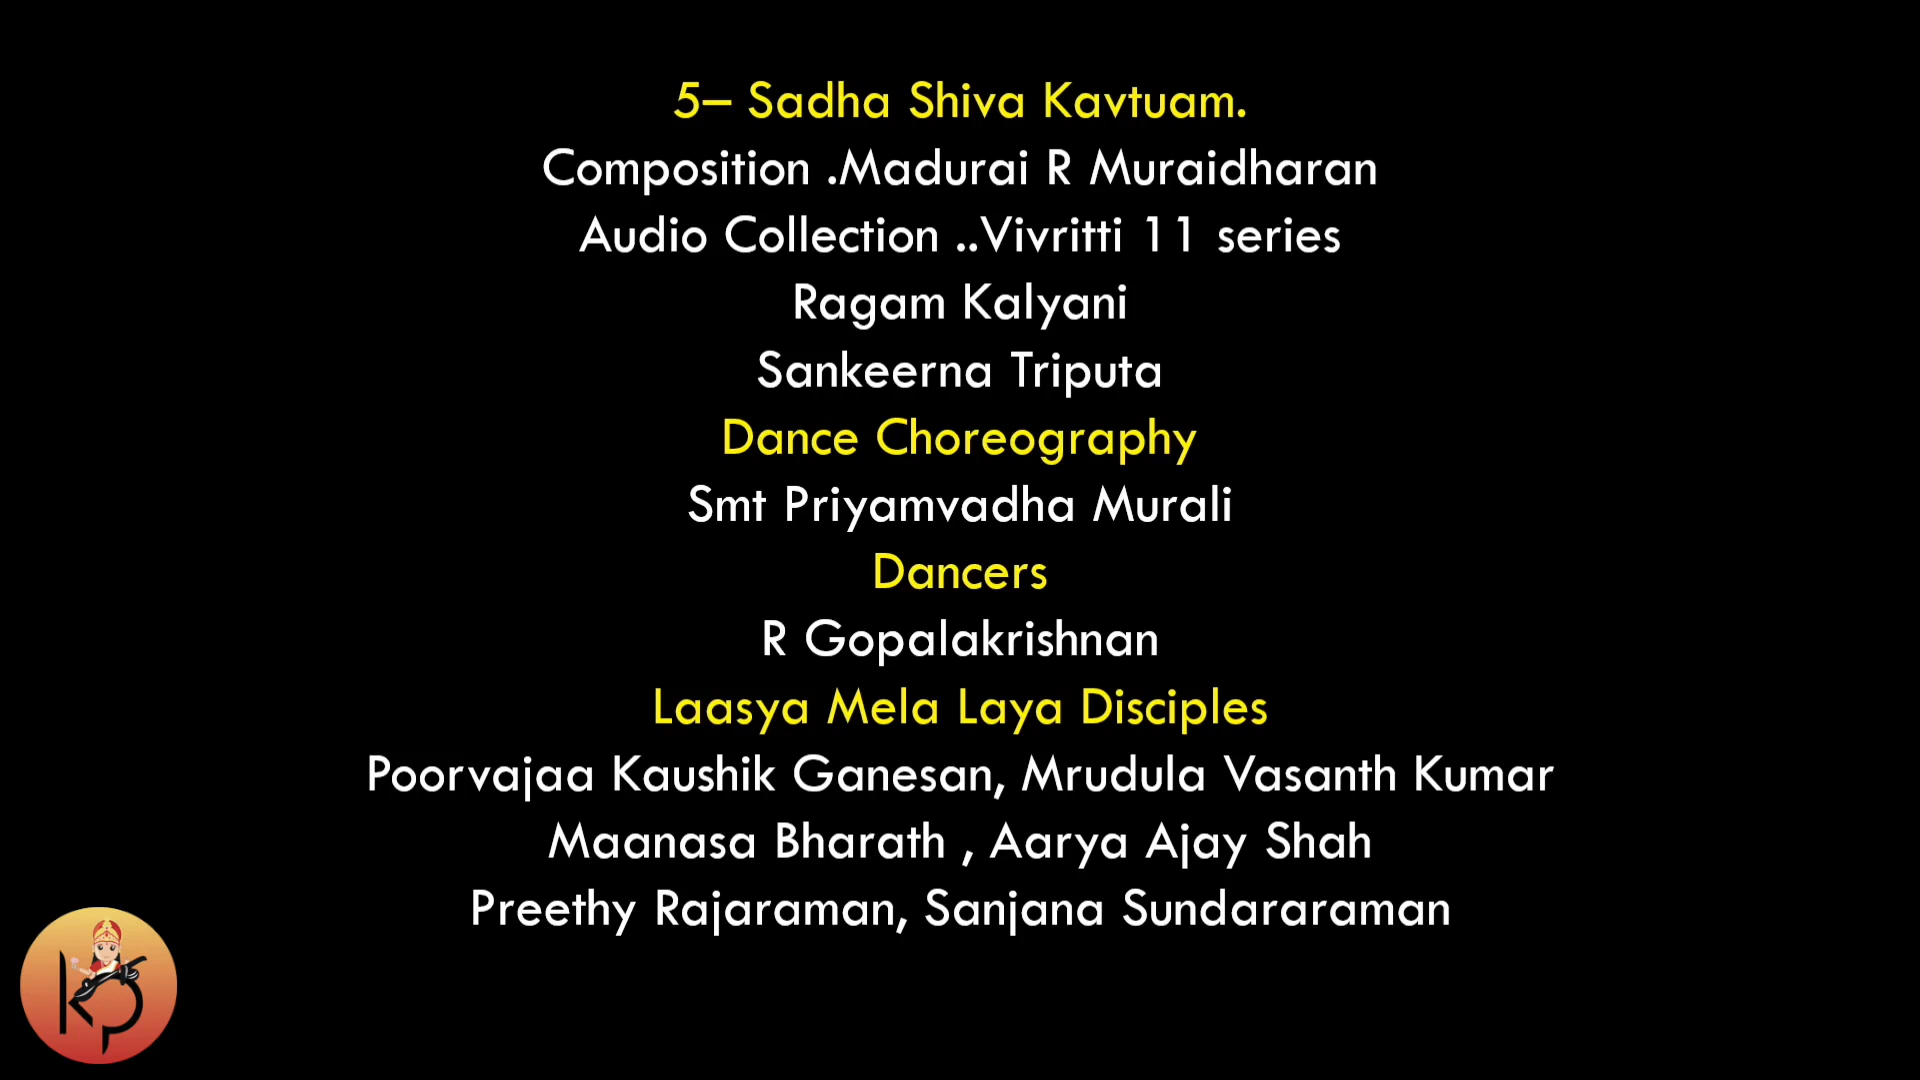 5– Sadha Shiva Kavtuam.
Composition .Madurai R Muraidharan
Audio Collection ..Vivritti 11 series
Ragam Kalyani
Sankeerna Triputa
Dance Choreography
Smt Priyamvadha Murali
Dancers
R Gopalakrishnan
Laasya Mela Laya Disciples
Poorvajaa Kaushik Ganesan, Mrudula Vasanth Kumar
Maanasa Bharath , Aarya Ajay Shah
Preethy Rajaraman, Sanjana Sundararaman
kp